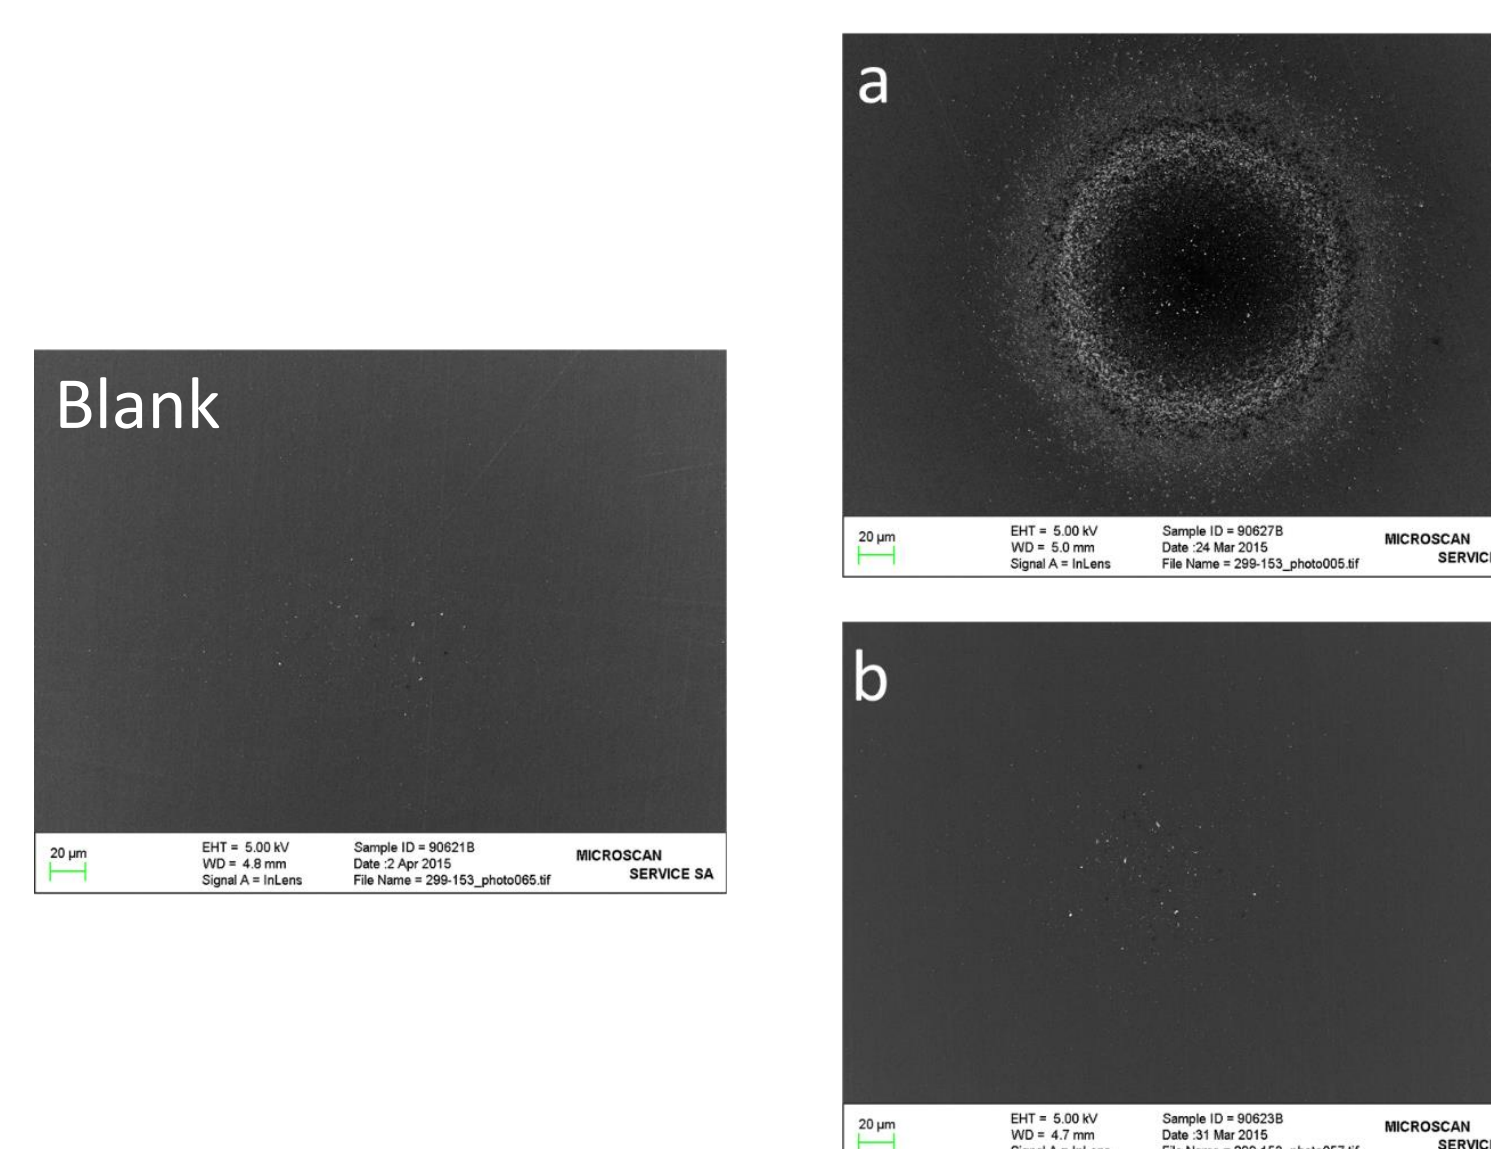 a
20 µm
EHT = 5.00 kV
WD = 5.0 mm
Signal A = InLens
Sample ID = 90627B
Date :24 Mar 2015
File Name = 299-153_photo005.tif
MICROSCAN
Blank
20 µm
EHT = 5.00 kV
WD = 4.8 mm
Signal A = InLens
Sample ID = 90621B
Date :2 Apr 2015
File Name = 299-153_photo065.tif
MICROSCAN
SERVICE SA
b
20 µm
EHT = 5.00 kV
WD = 4.7 mm
Sample ID = 90623B
Date :31 Mar 2015
MICROSCAN